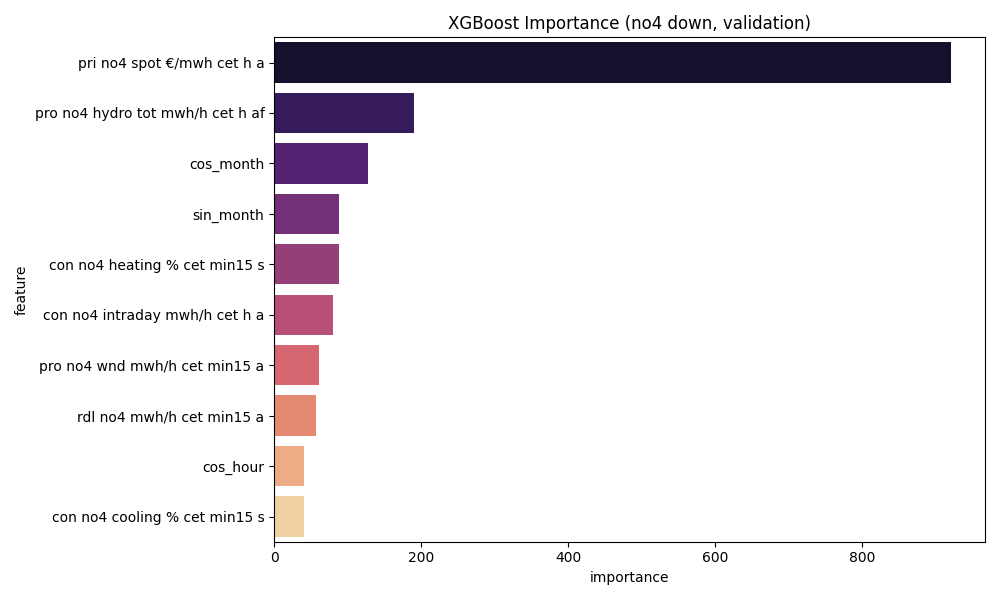 XGBoost Importance (no4 down, validation)
feature
pri no4 spot €/mwh cet h a
pro no4 hydro tot mwh/h cet h af
cos_month
sin_month
con no4 heating % cet min15 s
con no4 intraday mwh/h cet h a
pro no4 wnd mwh/h cet min15 a
rdl no4 mwh/h cet min15 a
cos_hour
con no4 cooling % cet min15 s
0 200 400 600 800
importance